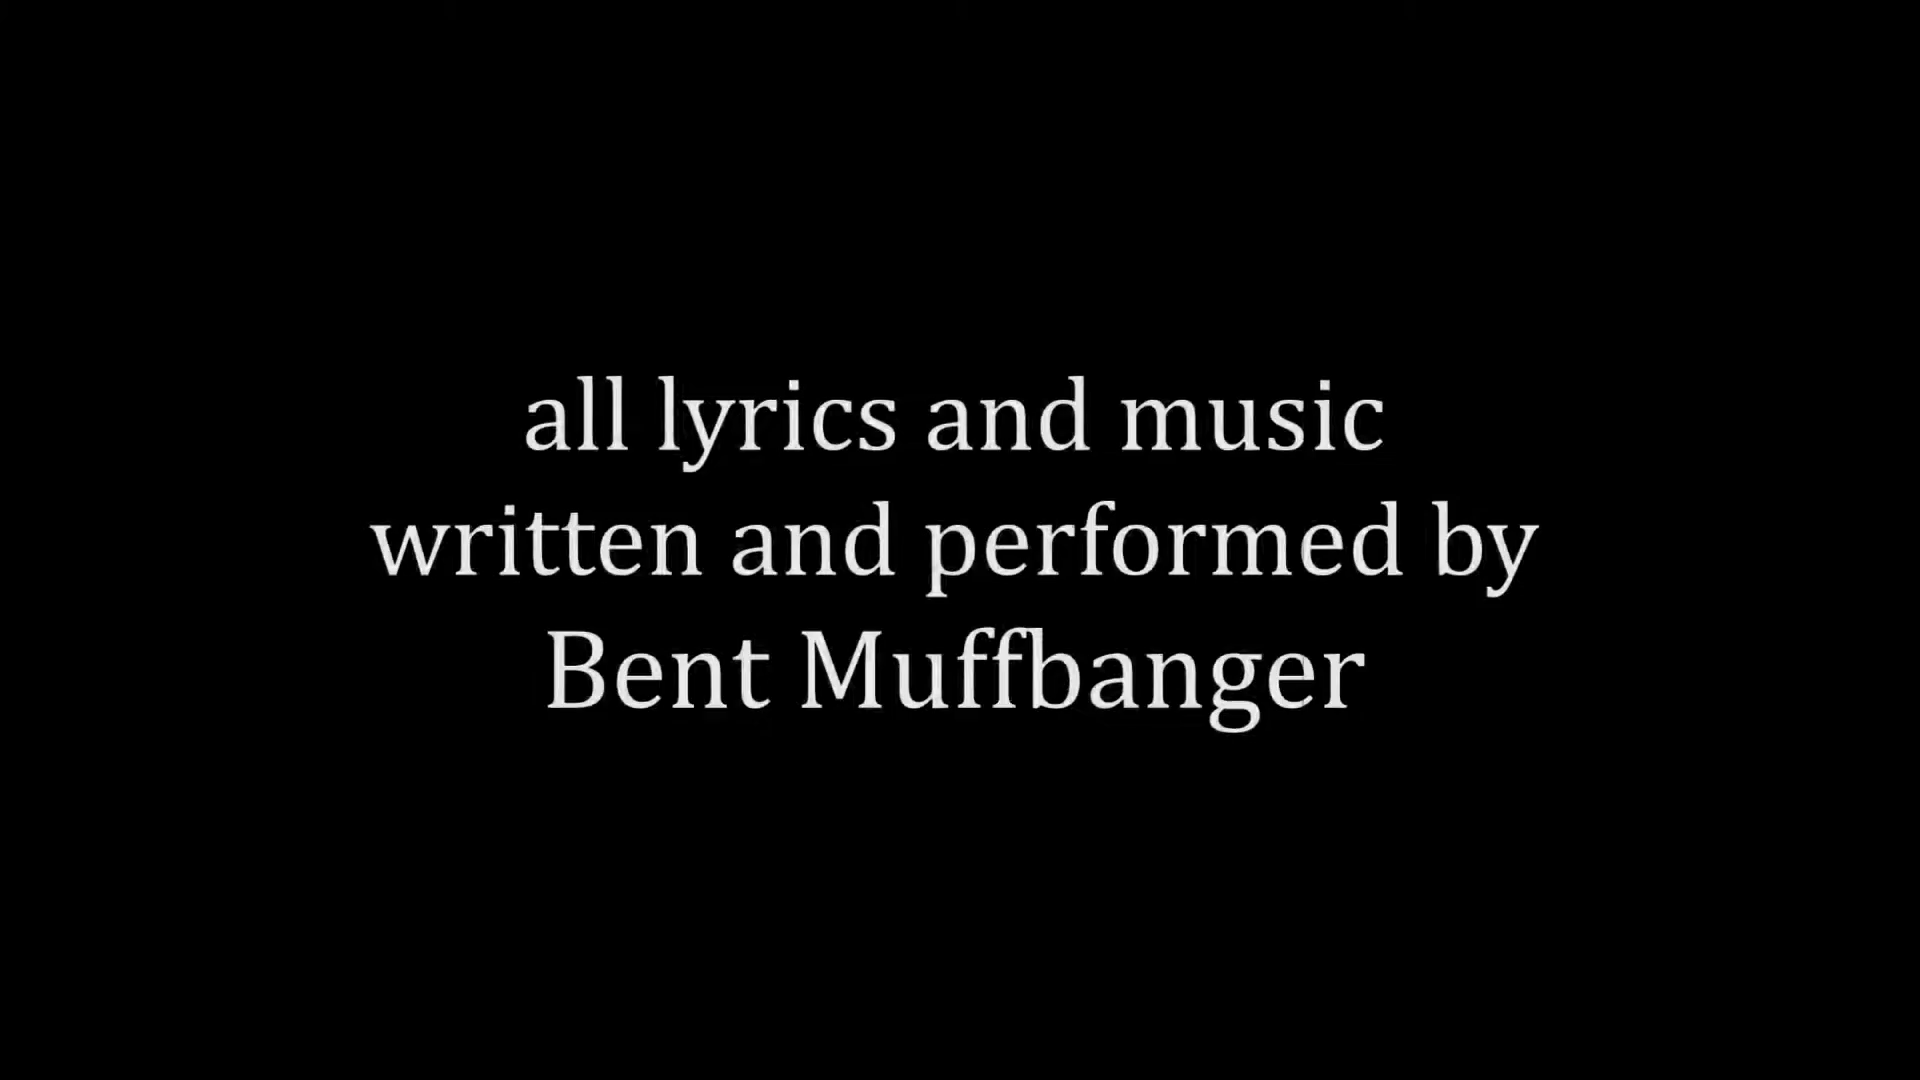 all lyrics and music
written and performed by
Bent Muffbanger